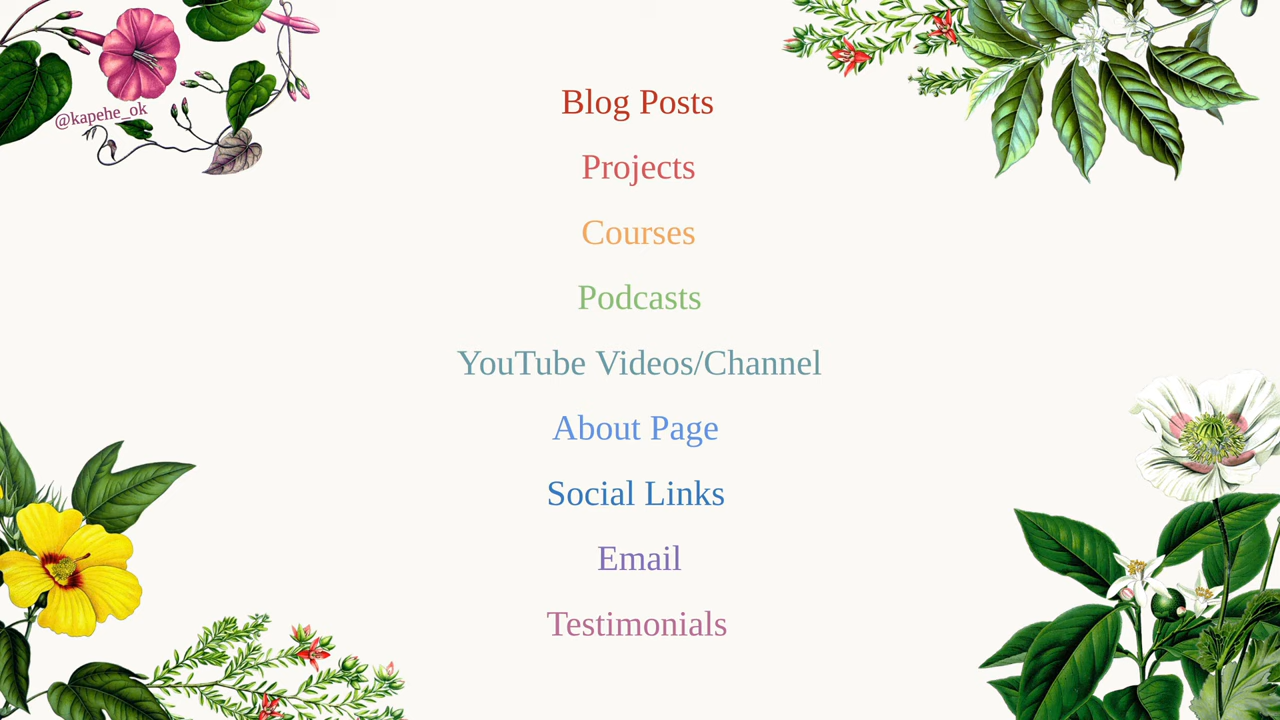 @kapehe_ok
Blog Posts
Projects
Courses
Podcasts
YouTube Videos/Channel
About Page
Social Links
Email
Testimonials